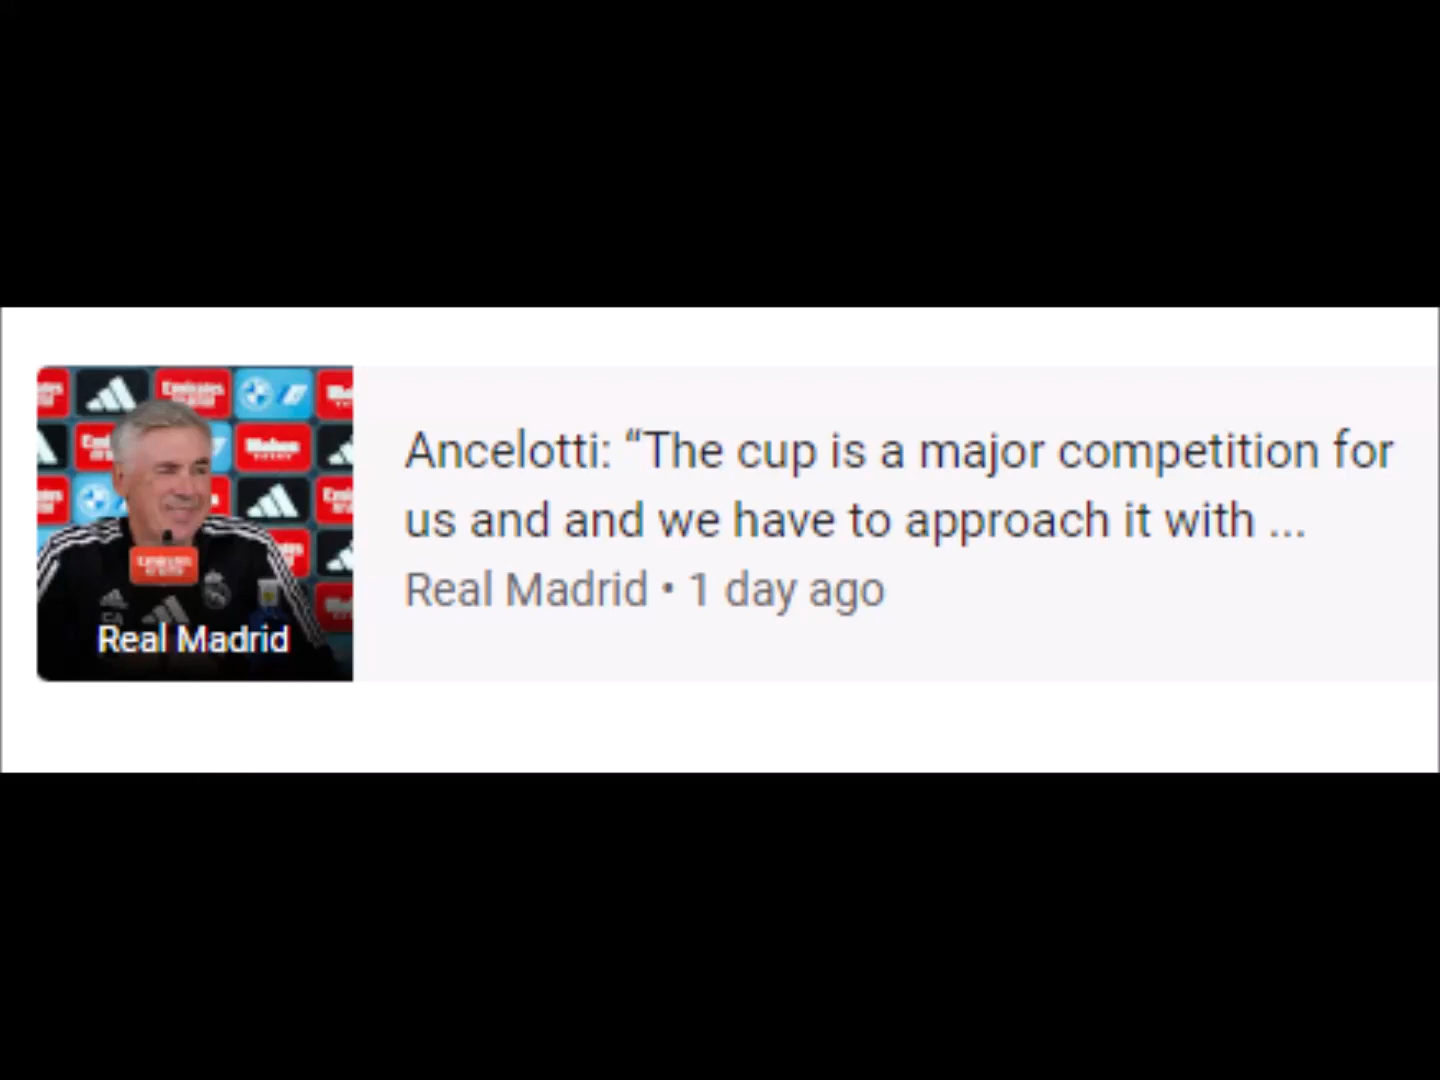 Ancelotti: “The cup is a major competition for
us and and we have to approach it with ...
Real Madrid • 1 day ago
Real Madrid